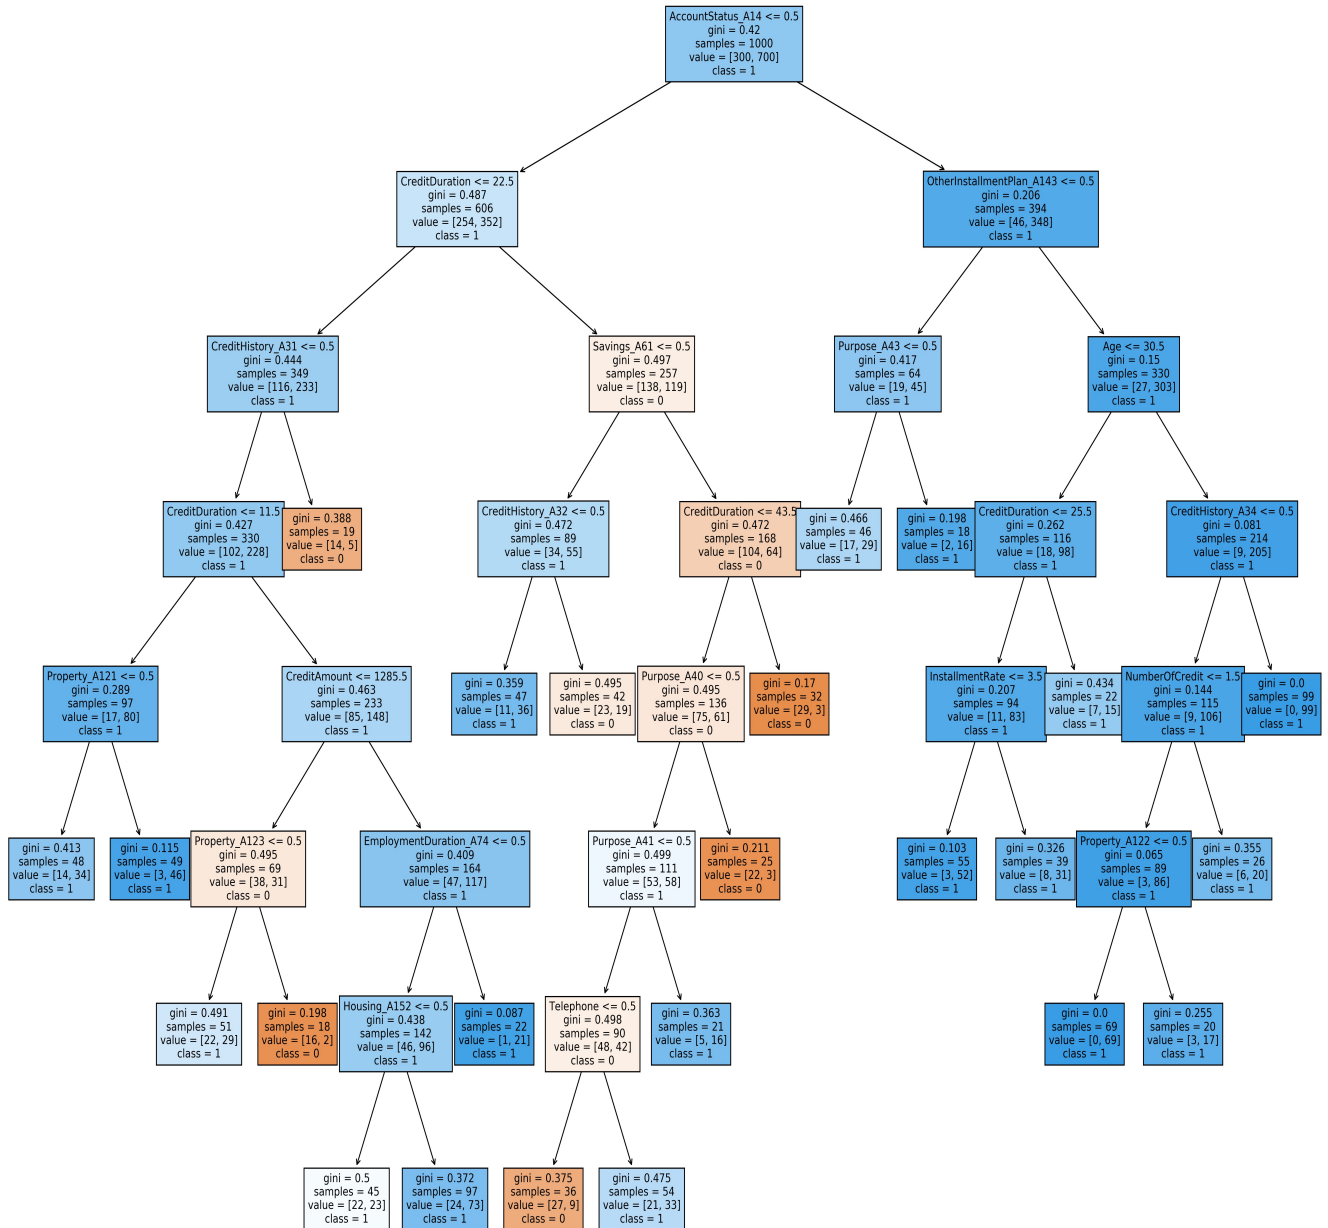 AccountStatus_A14 <= 0.5
gini = 0.42
samples = 1000
value = [300, 700]
class = 1
CreditDuration <= 22.5
gini = 0.487
samples = 606
value = [254, 352]
class = 1
OtherInstallmentPlan_A143 <= 0.5
gini = 0.206
samples = 394
value = [46, 348]
class = 1
CreditHistory_A31 <= 0.5
gini = 0.444
samples = 349
value = [116, 233]
class = 1
Savings_A61 <= 0.5
gini = 0.497
samples = 257
value = [138, 119]
class = 0
Purpose_A43 <= 0.5
gini = 0.417
samples = 64
value = [19, 45]
class = 1
Age <= 30.5
gini = 0.15
samples = 330
value = [27, 303]
class = 1
CreditDuration <= 11.5
gini = 0.427
samples = 330
value = [102, 228]
class = 1
gini = 0.388
samples = 19
value = [14, 5]
class = 0
CreditHistory_A32 <= 0.5
gini = 0.472
samples = 89
value = [34, 55]
class = 1
CreditDuration <= 43.5
gini = 0.472
samples = 168
value = [104, 64]
class = 0
gini = 0.466
samples = 46
value = [17, 29]
class = 1
gini = 0.198
samples = 18
value = [2, 16]
class = 1
CreditDuration <= 25.5
gini = 0.262
samples = 116
value = [18, 98]
class = 1
CreditHistory_A34 <= 0.5
gini = 0.081
samples = 214
value = [9, 205]
class = 1
Property_A121 <= 0.5
gini = 0.289
samples = 97
value = [17, 80]
class = 1
CreditAmount <= 1285.5
gini = 0.463
samples = 233
value = [85, 148]
class = 1
gini = 0.359
samples = 47
value = [11, 36]
class = 1
gini = 0.495
samples = 42
value = [23, 19]
class = 0
Purpose_A40 <= 0.5
gini = 0.495
samples = 136
value = [75, 61]
class = 0
gini = 0.17
samples = 32
value = [29, 3]
class = 0
InstallmentRate <= 3.5
gini = 0.207
samples = 94
value = [11, 83]
class = 1
gini = 0.434
samples = 22
value = [7, 15]
class = 1
NumberOfCredit <= 1.5
gini = 0.144
samples = 115
value = [9, 106]
class = 1
gini = 0.0
samples = 99
value = [0, 99]
class = 1
gini = 0.413
samples = 48
value = [14, 34]
class = 1
gini = 0.115
samples = 49
value = [3, 46]
class = 1
Property_A123 <= 0.5
gini = 0.495
samples = 69
value = [38, 31]
class = 0
EmploymentDuration_A74 <= 0.5
gini = 0.409
samples = 164
value = [47, 117]
class = 1
Purpose_A41 <= 0.5
gini = 0.499
samples = 111
value = [53, 58]
class = 1
gini = 0.211
samples = 25
value = [22, 3]
class = 0
gini = 0.103
samples = 55
value = [3, 52]
class = 1
gini = 0.326
samples = 39
value = [8, 31]
class = 1
Property_A122 <= 0.5
gini = 0.065
samples = 89
value = [3, 86]
class = 1
gini = 0.355
samples = 26
value = [6, 20]
class = 1
gini = 0.491
samples = 51
value = [22, 29]
class = 1
gini = 0.198
samples = 18
value = [16, 2]
class = 0
Housing_A152 <= 0.5
gini = 0.438
samples = 142
value = [46, 96]
class = 1
gini = 0.087
samples = 22
value = [1, 21]
class = 1
Telephone <= 0.5
gini = 0.498
samples = 90
value = [48, 42]
class = 0
gini = 0.363
samples = 21
value = [5, 16]
class = 1
gini = 0.0
samples = 69
value = [0, 69]
class = 1
gini = 0.255
samples = 20
value = [3, 17]
class = 1
gini = 0.5
samples = 45
value = [22, 23]
class = 1
gini = 0.372
samples = 97
value = [24, 73]
class = 1
gini = 0.375
samples = 36
value = [27, 9]
class = 0
gini = 0.475
samples = 54
value = [21, 33]
class = 1